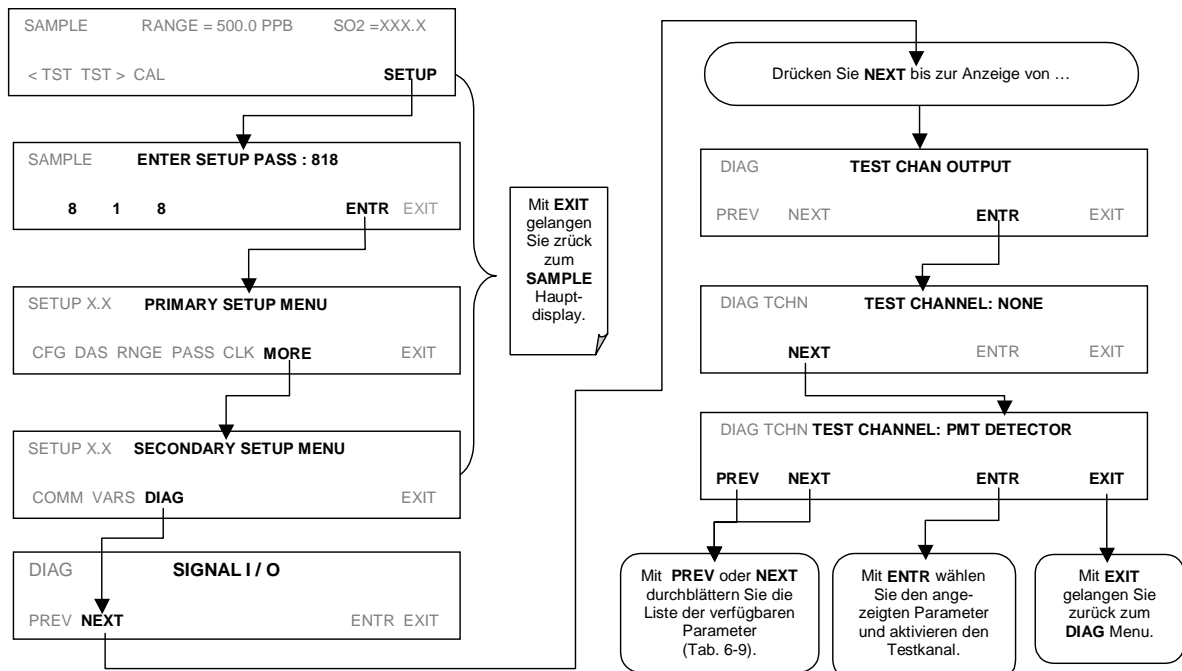 SAMPLE RANGE = 500.0 PPB SO2 =XXX.X
< TST TST > CAL SETUP
SAMPLE ENTER SETUP PASS : 818
8 1 8 ENTR EXIT
SETUP X.X PRIMARY SETUP MENU
CFG DAS RNGE PASS CLK MORE EXIT
SETUP X.X SECONDARY SETUP MENU
COMM VARS DIAG EXIT
DIAG SIGNAL I / O
PREV NEXT ENTR EXIT
Mit EXIT
gelangen
Sie zrück
zum
SAMPLE
Haupt-
display.
Drücken Sie NEXT bis zur Anzeige von …
DIAG TEST CHAN OUTPUT
PREV NEXT ENTR EXIT
DIAG TCHN TEST CHANNEL: NONE
NEXT ENTR EXIT
DIAG TCHN TEST CHANNEL: PMT DETECTOR
PREV NEXT ENTR EXIT
Mit PREV oder NEXT
durchblättern Sie die
Liste der verfügbaren
Parameter
(Tab. 6-9).
Mit ENTR wählen
Sie den ange-
zeigten Parameter
und aktivieren den
Testkanal.
Mit EXIT
gelangen Sie
zurück zum
DIAG Menu.